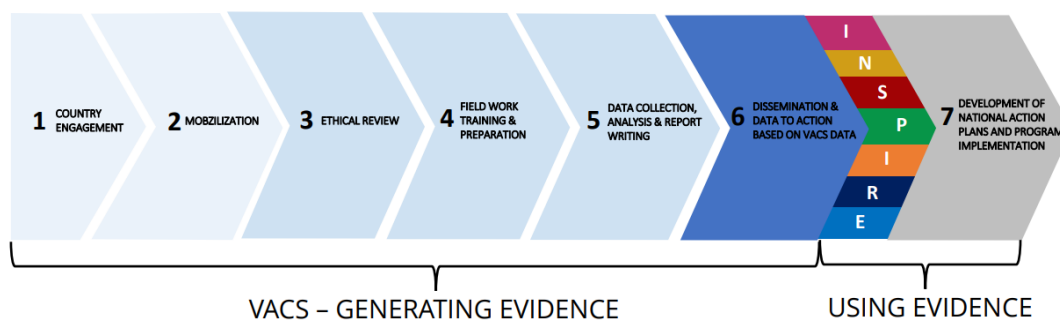 1 COUNTRY
ENGAGEMENT
2 MOBZILIZATION
3 ETHICAL REVIEW
4 FIELD WORK
TRAINING &
PREPARATION
5 DATA COLLECTION,
ANALYSIS & REPORT
WRITING
6 DISSEMINATION &
DATA TO ACTION
BASED ON VACS DATA
I
N
S
P
I
R
E
7 DEVELOPMENT OF
NATIONAL ACTION
PLANS AND PROGRAM
IMPLEMENTATION
VACS – GENERATING EVIDENCE
USING EVIDENCE